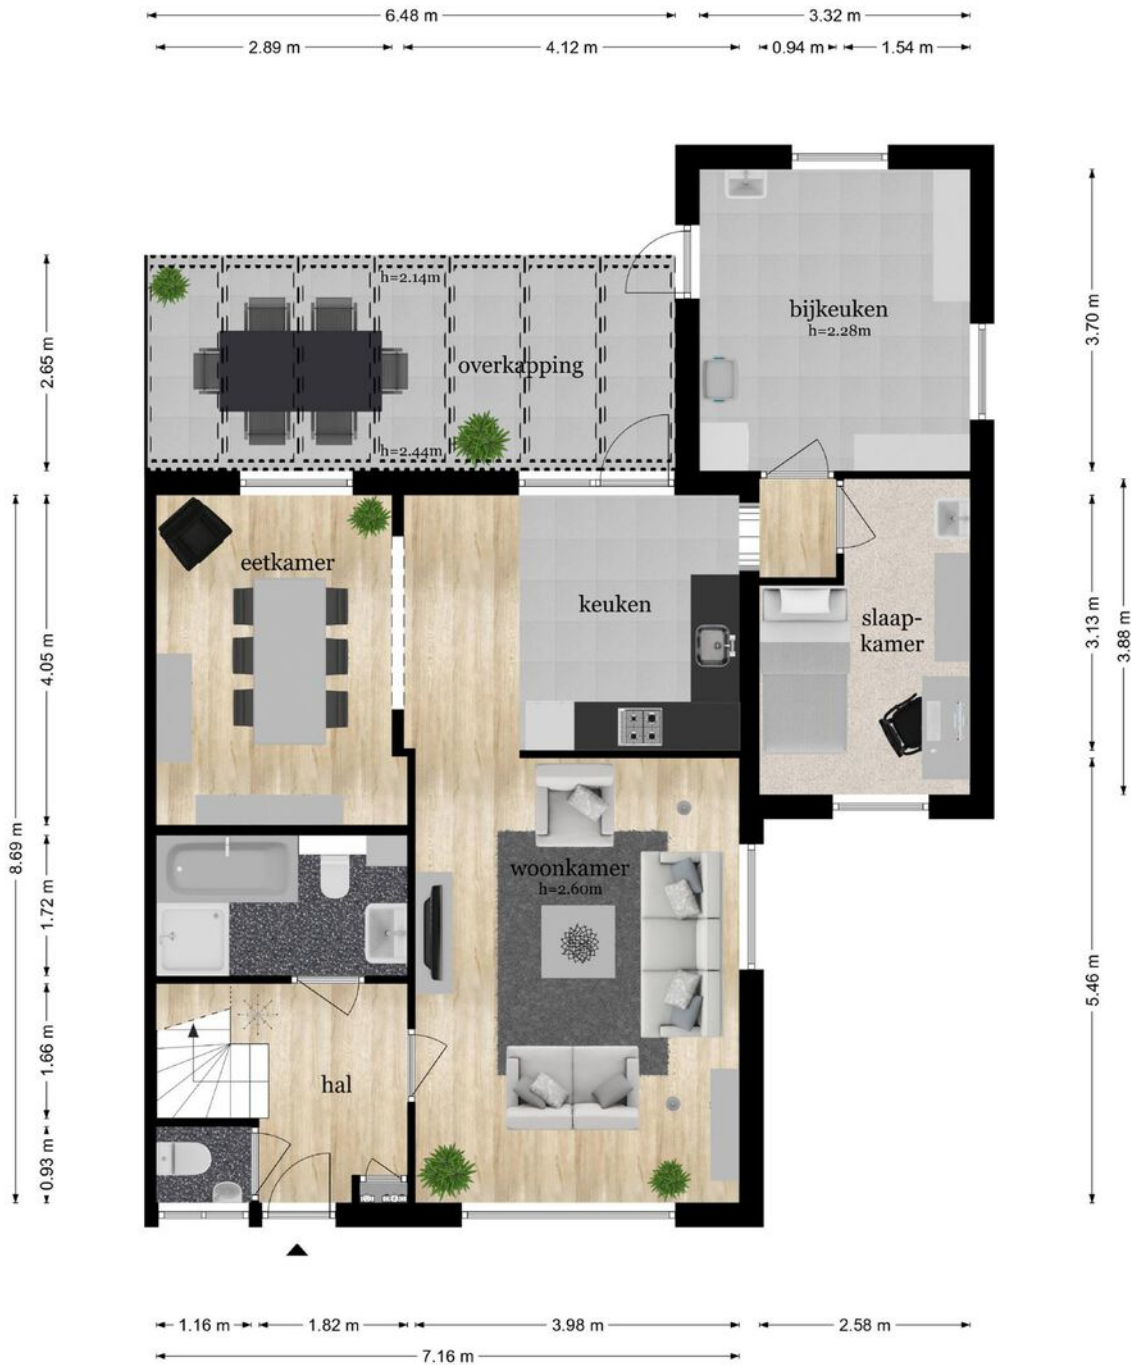 6.48 m
3.32 m
2.89 m
4.12 m
0.94 m
1.54 m
h=2.14m
bijkeuken
h=2.28m
2.65 m
3.70 m
overkapping
h=2.44m
eetkamer
keuken
slaap-
kamer
4.05 m
3.13 m
3.88 m
8.69 m
woonkamer
h=2.60m
1.72 m
5.46 m
1.66 m
hal
0.93 m
1.16 m
1.82 m
3.98 m
2.58 m
7.16 m